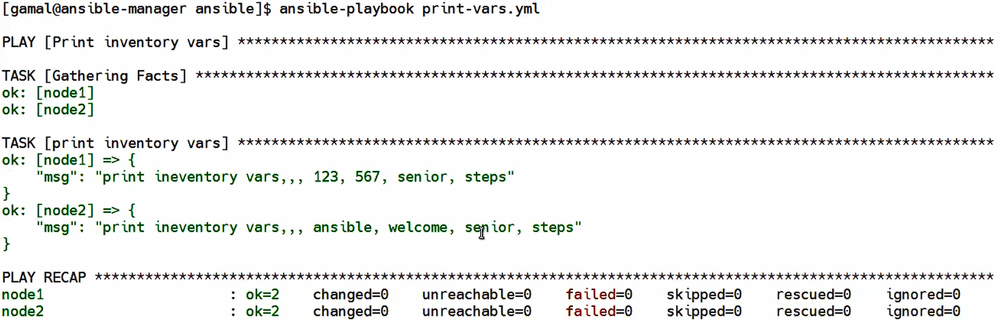 [gamal@ansible-manager ansible]$ ansible-playbook print-vars.yml
PLAY [Print inventory vars] ******************************************************************************************
TASK [Gathering Facts] ***********************************************************************************************
ok: [node1]
ok: [node2]
TASK [print inventory vars] ******************************************************************************************
ok: [node1] => {
    "msg": "print ineventory vars,,, 123, 567, senior, steps"
}
ok: [node2] => {
    "msg": "print ineventory vars,,, ansible, welcome, senior, steps"
}
PLAY RECAP ***********************************************************************************************************
node1                      : ok=2    changed=0    unreachable=0    failed=0    skipped=0    rescued=0    ignored=0
node2                      : ok=2    changed=0    unreachable=0    failed=0    skipped=0    rescued=0    ignored=0